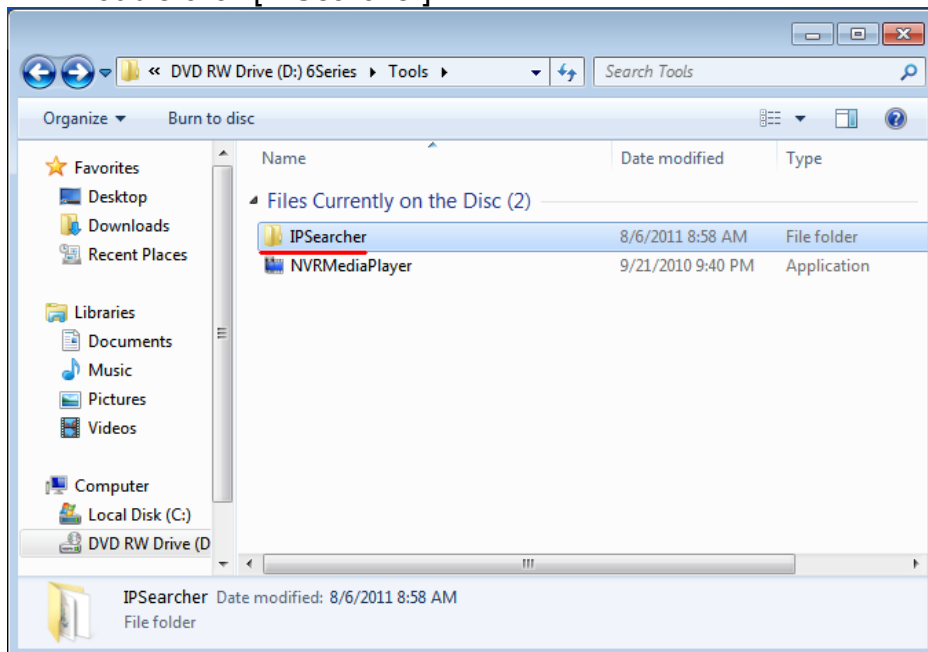 « DVD RW Drive (D:) 6Series ▸ Tools ▸ Search Tools
Organize ▾ Burn to disc
Favorites
Desktop
Downloads
Recent Places
Libraries
Documents
Music
Pictures
Videos
Computer
Local Disk (C:)
DVD RW Drive (D
Name Date modified Type
Files Currently on the Disc (2)
IPSearcher 8/6/2011 8:58 AM File folder
NVRMediaPlayer 9/21/2010 9:40 PM Application
IPSearcher Date modified: 8/6/2011 8:58 AM
File folder